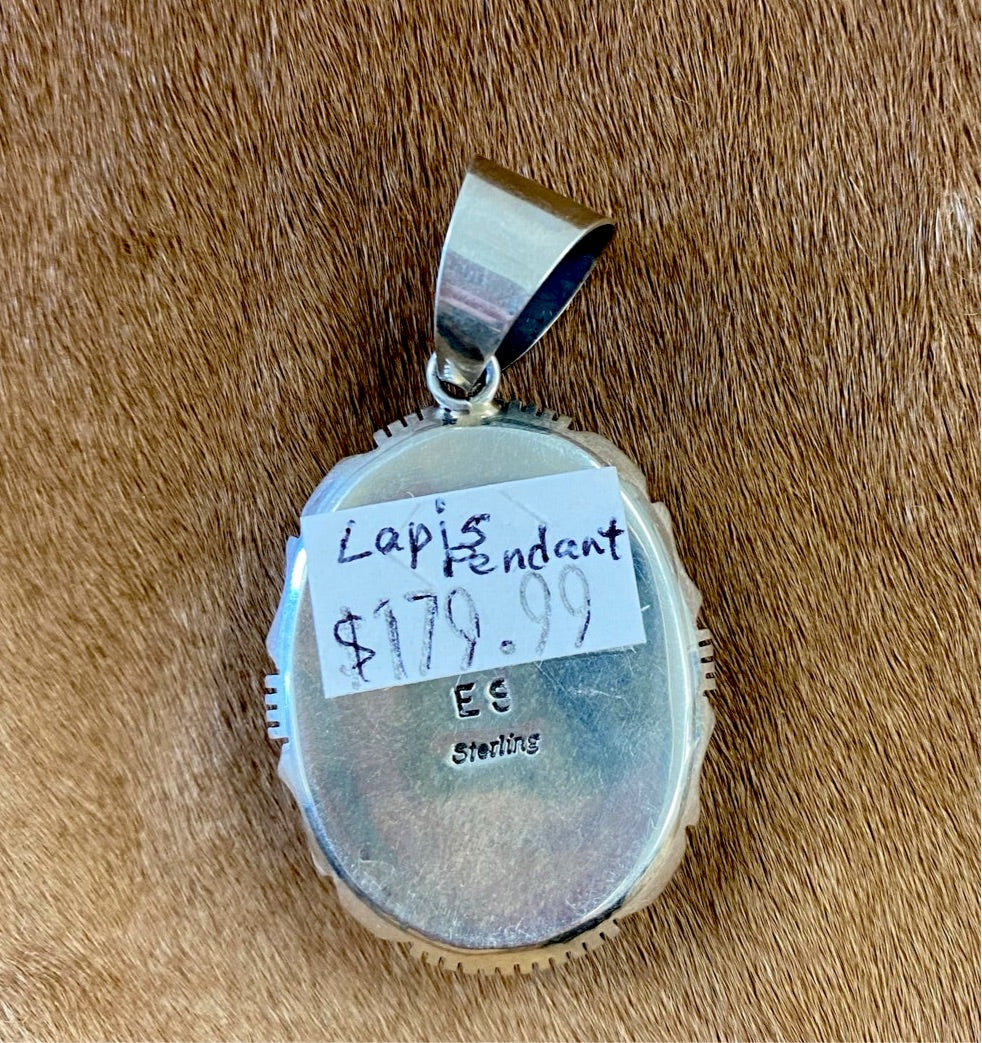 Lapis
Pendant
$179.99
ES
Sterling